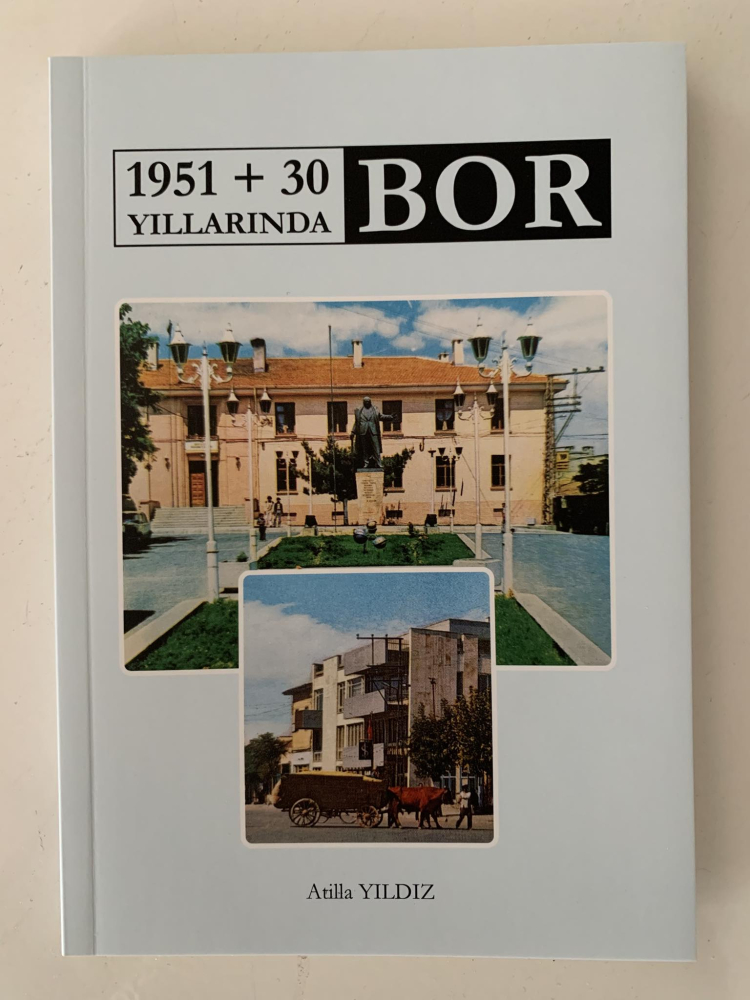 1951 + 30
YILLARINDA
BOR
Atilla YILDIZ